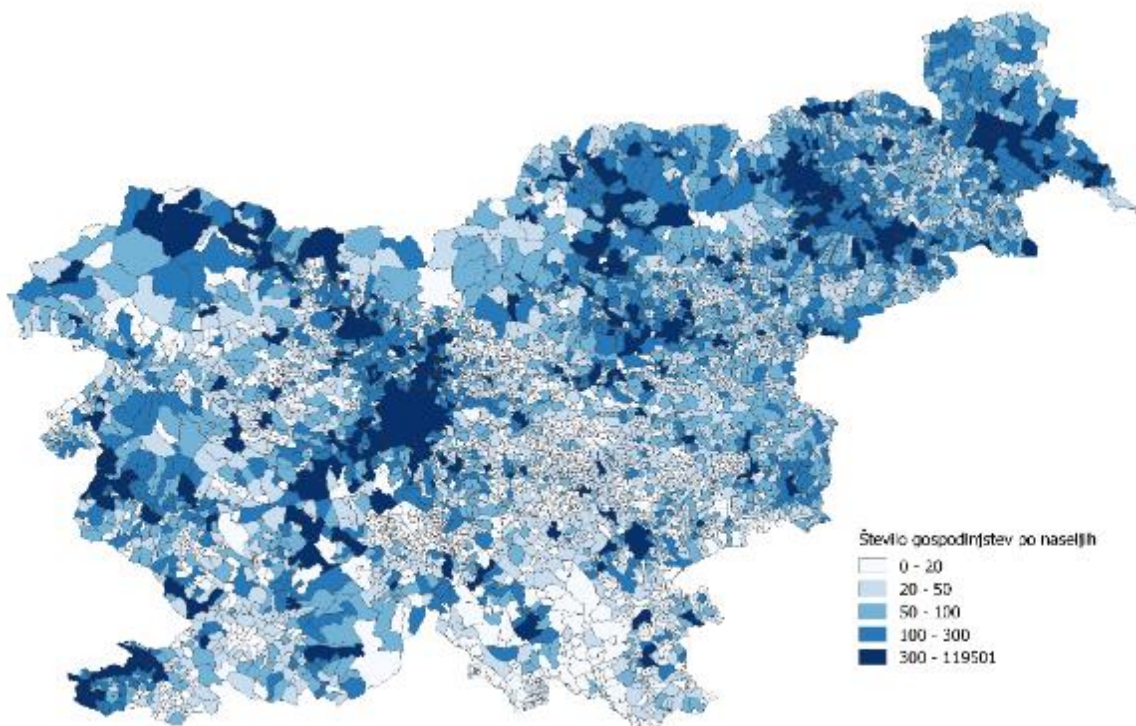 Število gospodinjstev po naseljih
0 - 20
20 - 50
50 - 100
100 - 300
300 - 119501